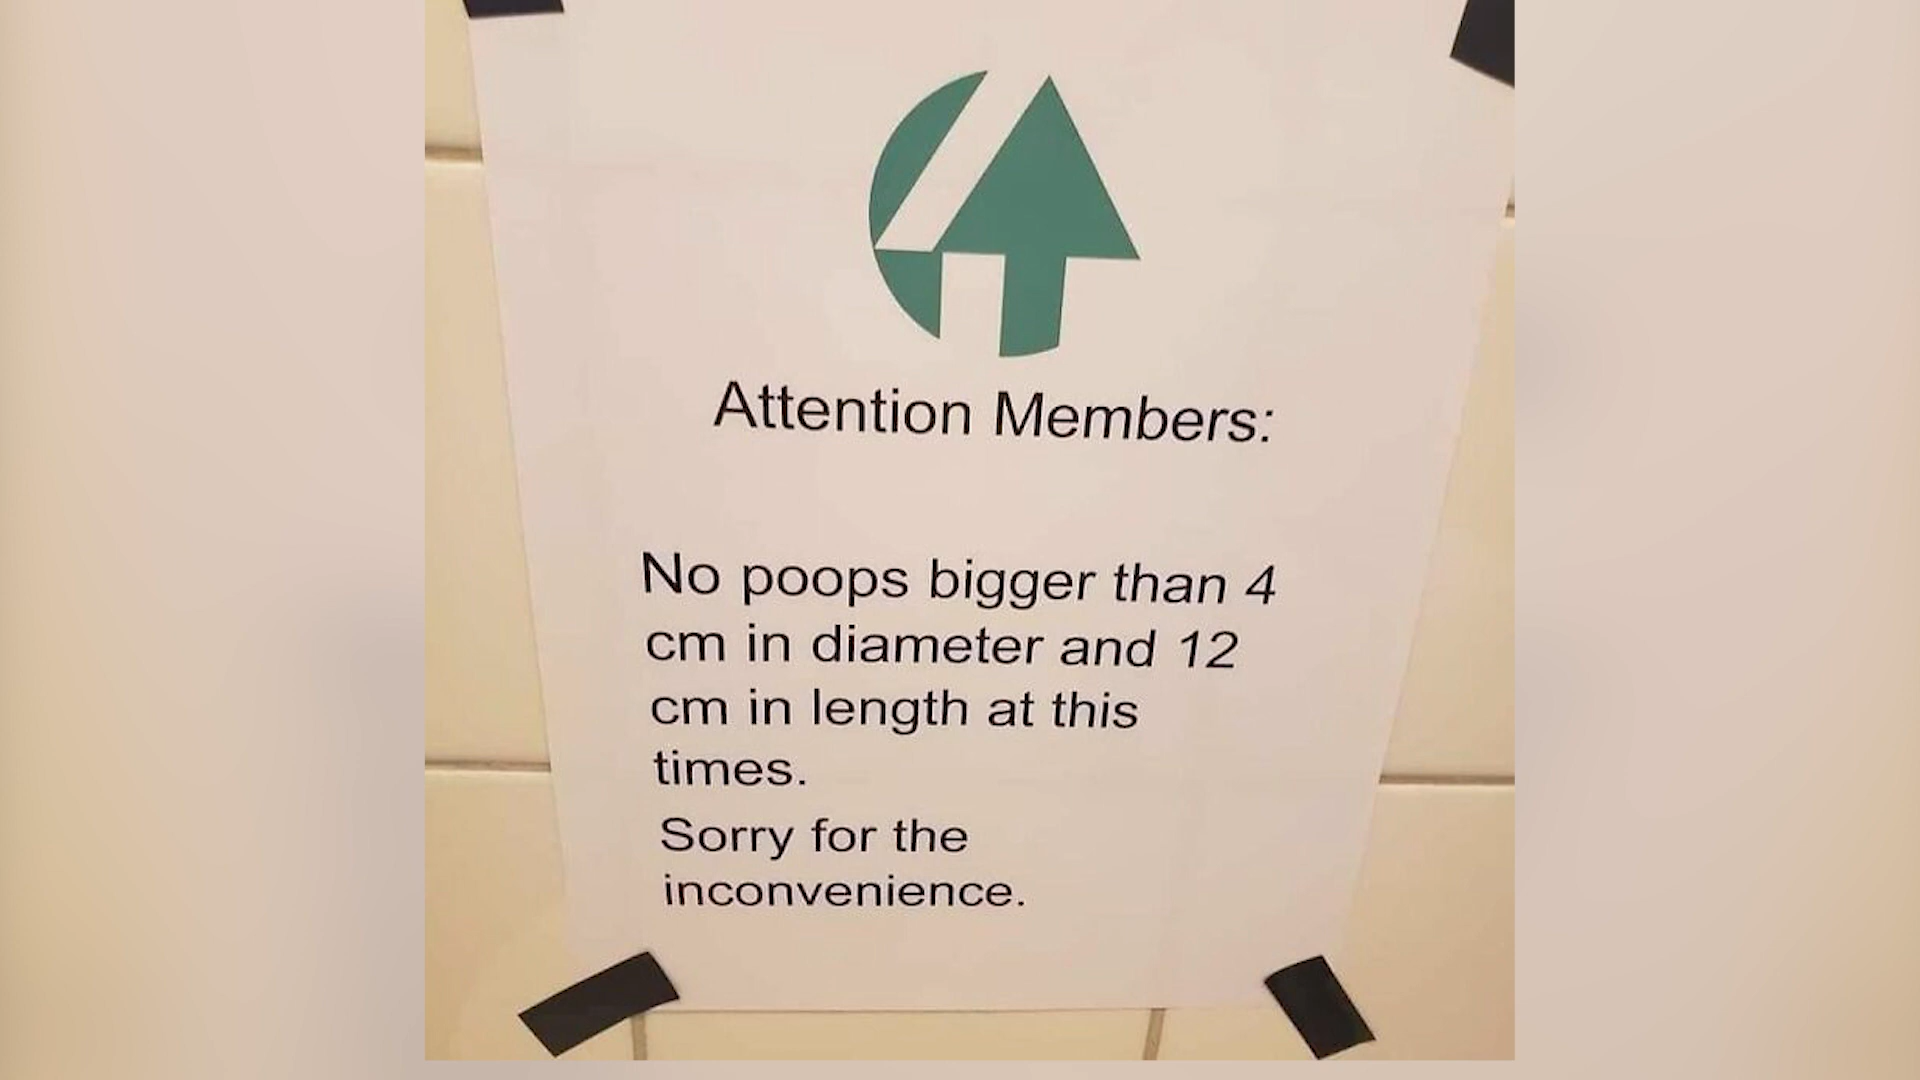 Attention Members:
No poops bigger than 4
cm in diameter and 12
cm in length at this
times.
Sorry for the
inconvenience.